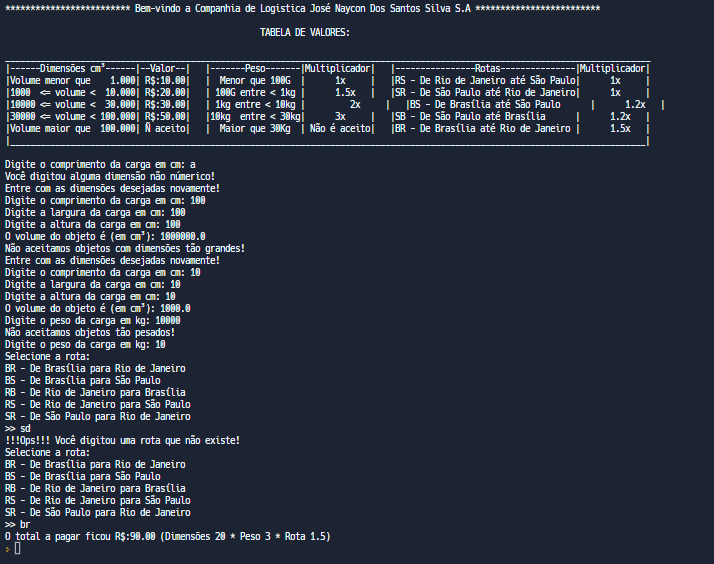 ************************* Bem-vindo a Companhia de Logistica José Naycon Dos Santos Silva S.A *************************
TABELA DE VALORES:
_________________________________________________________________________________________________________________________________
|------Dimensões cm³------|--Valor--|   |-------Peso-------|Multiplicador|   |----------------Rotas---------------|Multiplicador|
|Volume menor que    1.000| R$:10.00|   |  Menor que 100G  |      1x     |   |RS - De Rio de Janeiro até São Paulo|      1x     |
|1000  <= volume <  10.000| R$:20.00|   | 100G entre < 1kg |      1.5x   |   |SR - De São Paulo até Rio de Janeiro|      1x     |
|10000 <= volume <  30.000| R$:30.00|   | 1kg entre < 10kg |         2x     |   |BS - De Brasília até São Paulo      |      1.2x   |
|30000 <= volume < 100.000| R$:50.00|   |10kg  entre < 30kg|      3x     |   |SB - De São Paulo até Brasília      |      1.2x   |
|Volume maior que  100.000| Ñ aceito|   |  Maior que 30Kg  | Não é aceito|   |BR - De Brasília até Rio de Janeiro |      1.5x   |
|_______________________________________________________________________________________________________________________________|
Digite o comprimento da carga em cm: a
Você digitou alguma dimensão não númerico!
Entre com as dimensões desejadas novamente!
Digite o comprimento da carga em cm: 100
Digite a largura da carga em cm: 100
Digite a altura da carga em cm: 100
O volume do objeto é (em cm³): 1000000.0
Não aceitamos objetos com dimensões tão grandes!
Entre com as dimensões desejadas novamente!
Digite o comprimento da carga em cm: 10
Digite a largura da carga em cm: 10
Digite a altura da carga em cm: 10
O volume do objeto é (em cm³): 1000.0
Digite o peso da carga em kg: 10000
Não aceitamos objetos tão pesados!
Digite o peso da carga em kg: 10
Selecione a rota:
BR - De Brasília para Rio de Janeiro
BS - De Brasília para São Paulo
RB - De Rio de Janeiro para Brasília
RS - De Rio de Janeiro para São Paulo
SR - De São Paulo para Rio de Janeiro
>> sd
!!!Ops!!! Você digitou uma rota que não existe!
Selecione a rota:
BR - De Brasília para Rio de Janeiro
BS - De Brasília para São Paulo
RB - De Rio de Janeiro para Brasília
RS - De Rio de Janeiro para São Paulo
SR - De São Paulo para Rio de Janeiro
>> br
O total a pagar ficou R$:90.00 (Dimensões 20 * Peso 3 * Rota 1.5)